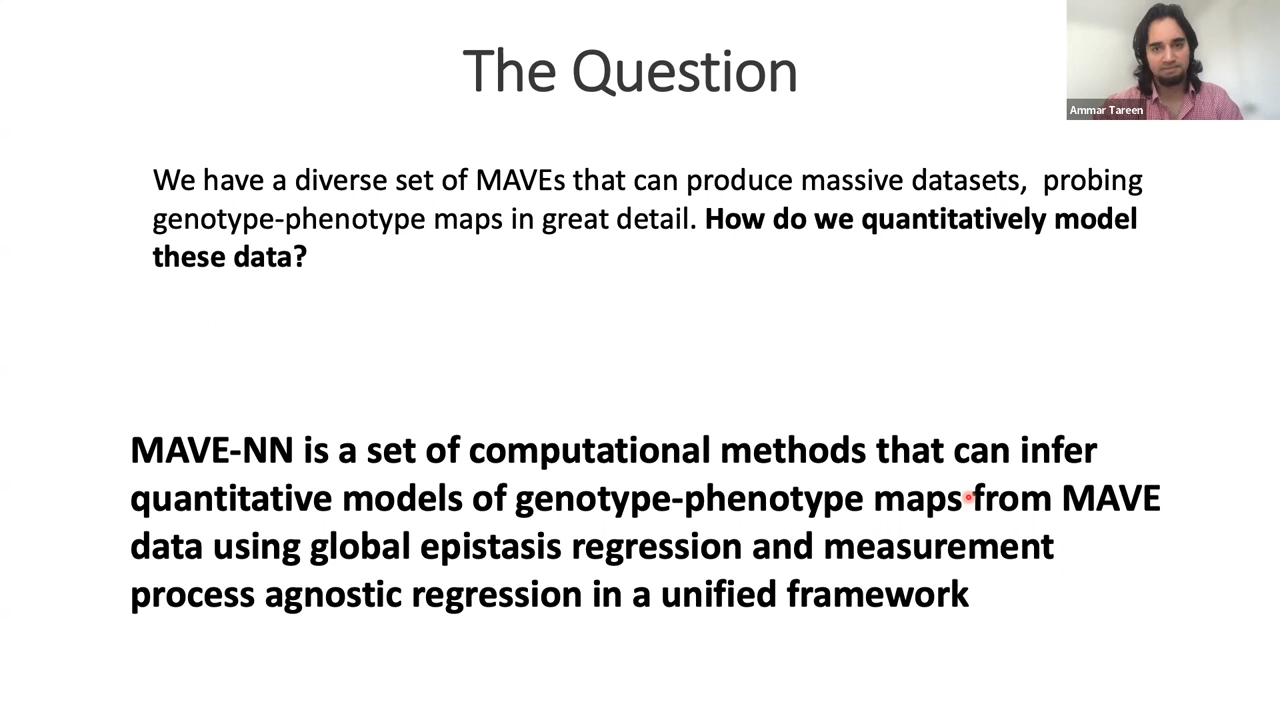 The Question
Ammar Tareen
We have a diverse set of MAVEs that can produce massive datasets,  probing
genotype-phenotype maps in great detail. How do we quantitatively model
these data?
MAVE-NN is a set of computational methods that can infer
quantitative models of genotype-phenotype maps from MAVE
data using global epistasis regression and measurement
process agnostic regression in a unified framework